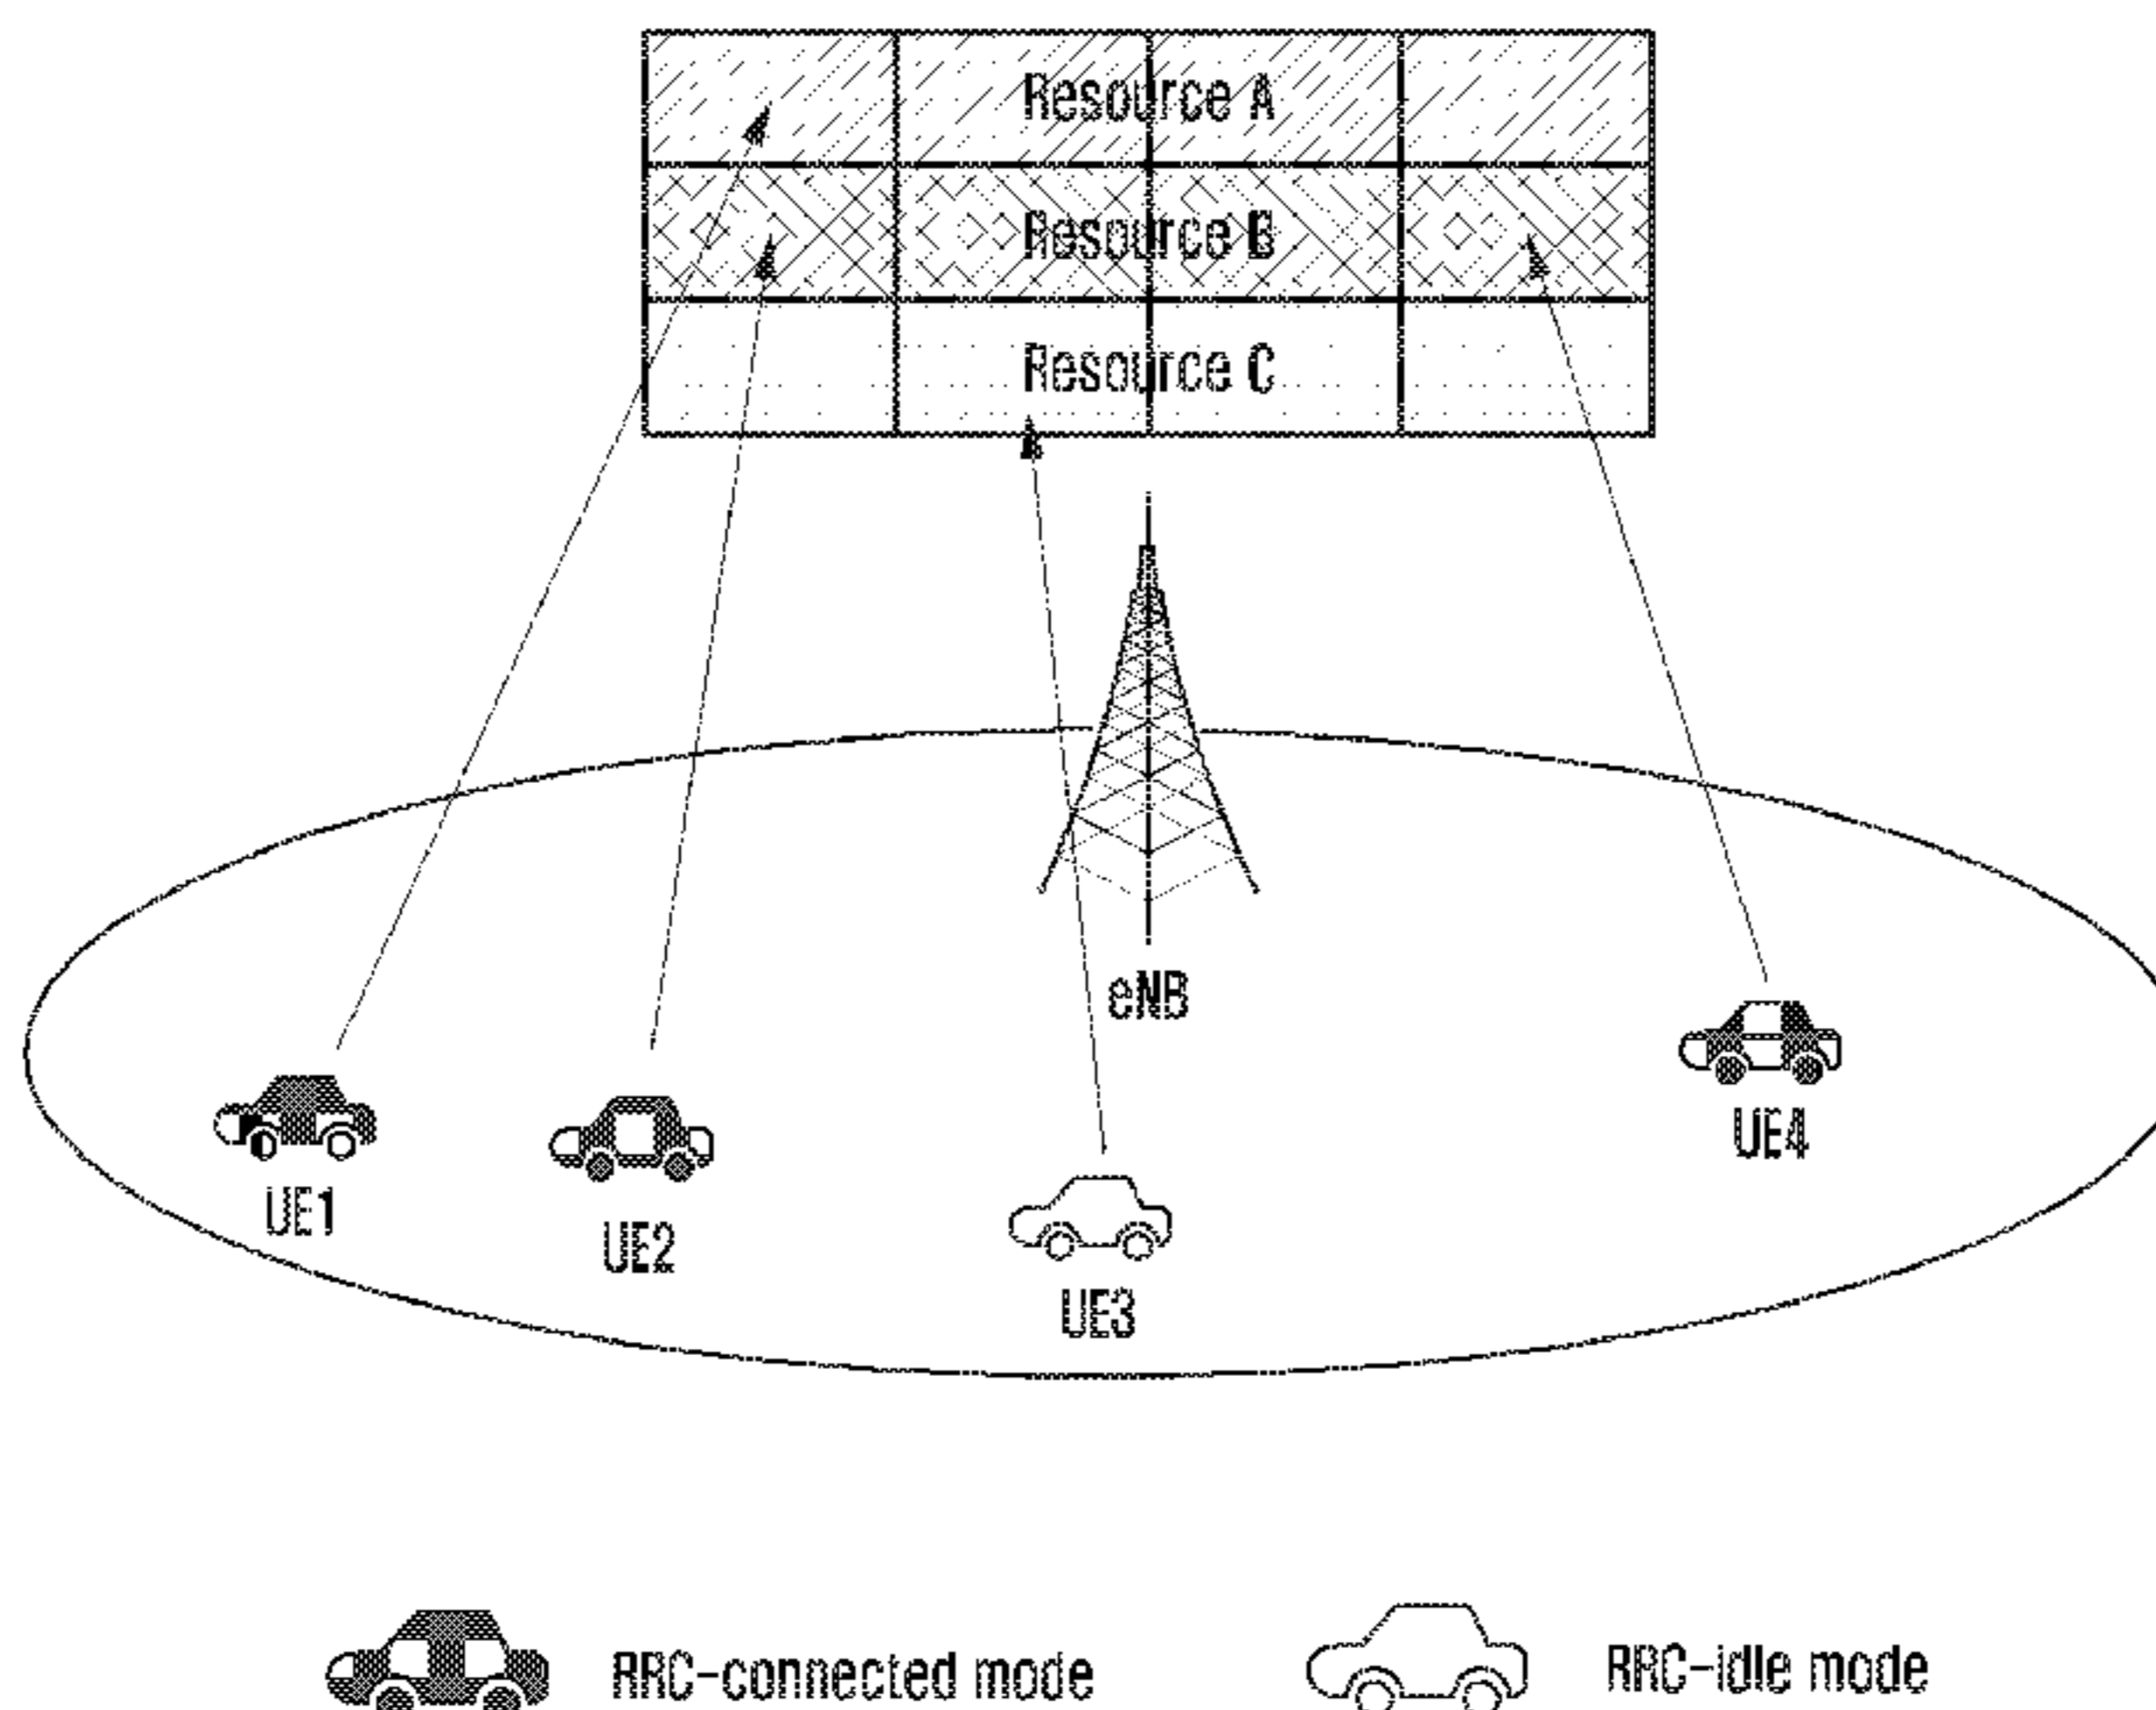 Resource A
Resource B
Resource C
eNB
UE1
UE2
UE3
UE4
RRC-connected mode
RRC-idle mode